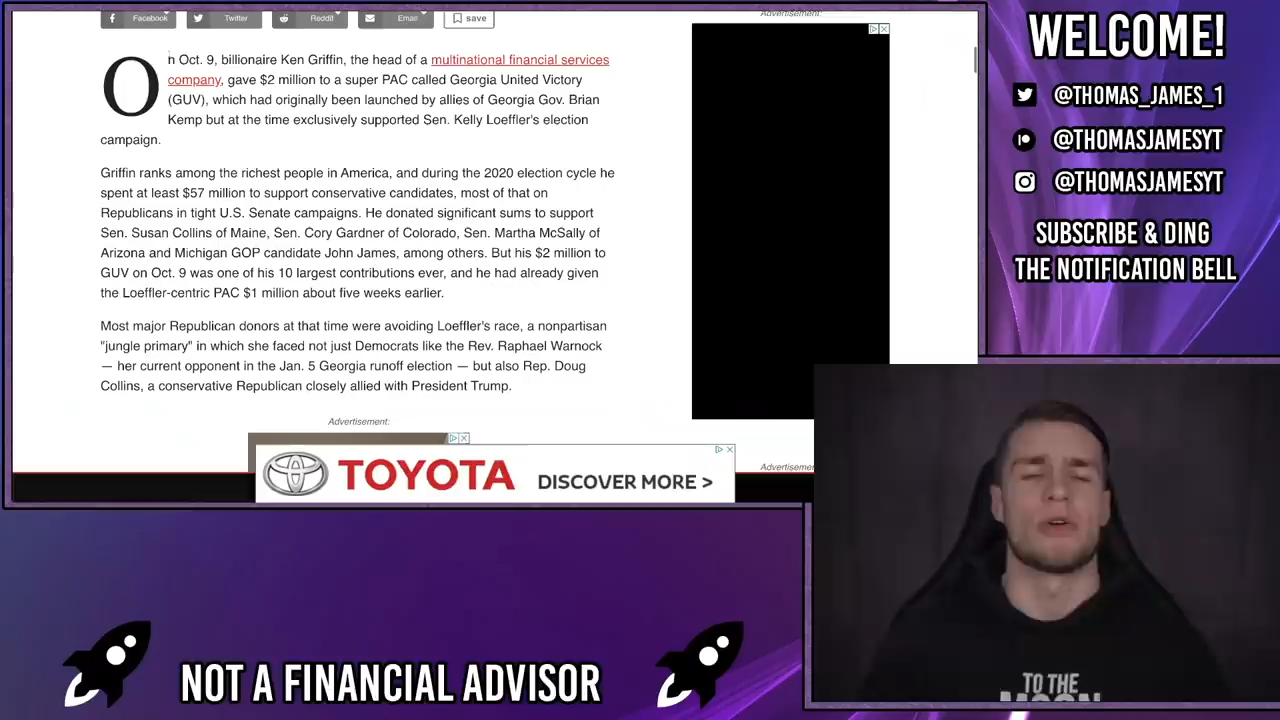 Facebook
Twitter
Reddit
Email
save
Advertisement:
On Oct. 9, billionaire Ken Griffin, the head of a multinational financial services
company, gave $2 million to a super PAC called Georgia United Victory
(GUV), which had originally been launched by allies of Georgia Gov. Brian
Kemp but at the time exclusively supported Sen. Kelly Loeffler's election
campaign.
Griffin ranks among the richest people in America, and during the 2020 election cycle he
spent at least $57 million to support conservative candidates, most of that on
Republicans in tight U.S. Senate campaigns. He donated significant sums to support
Sen. Susan Collins of Maine, Sen. Cory Gardner of Colorado, Sen. Martha McSally of
Arizona and Michigan GOP candidate John James, among others. But his $2 million to
GUV on Oct. 9 was one of his 10 largest contributions ever, and he had already given
the Loeffler-centric PAC $1 million about five weeks earlier.
Most major Republican donors at that time were avoiding Loeffler's race, a nonpartisan
"jungle primary" in which she faced not just Democrats like the Rev. Raphael Warnock
— her current opponent in the Jan. 5 Georgia runoff election — but also Rep. Doug
Collins, a conservative Republican closely allied with President Trump.
Advertisement:
Advertisemen
TOYOTA DISCOVER MORE >
WELCOME!
@THOMAS_JAMES_1
@THOMASJAMESYT
@THOMASJAMESYT
SUBSCRIBE & DING
THE NOTIFICATION BELL
TO THE
MOON
NOT A FINANCIAL ADVISOR